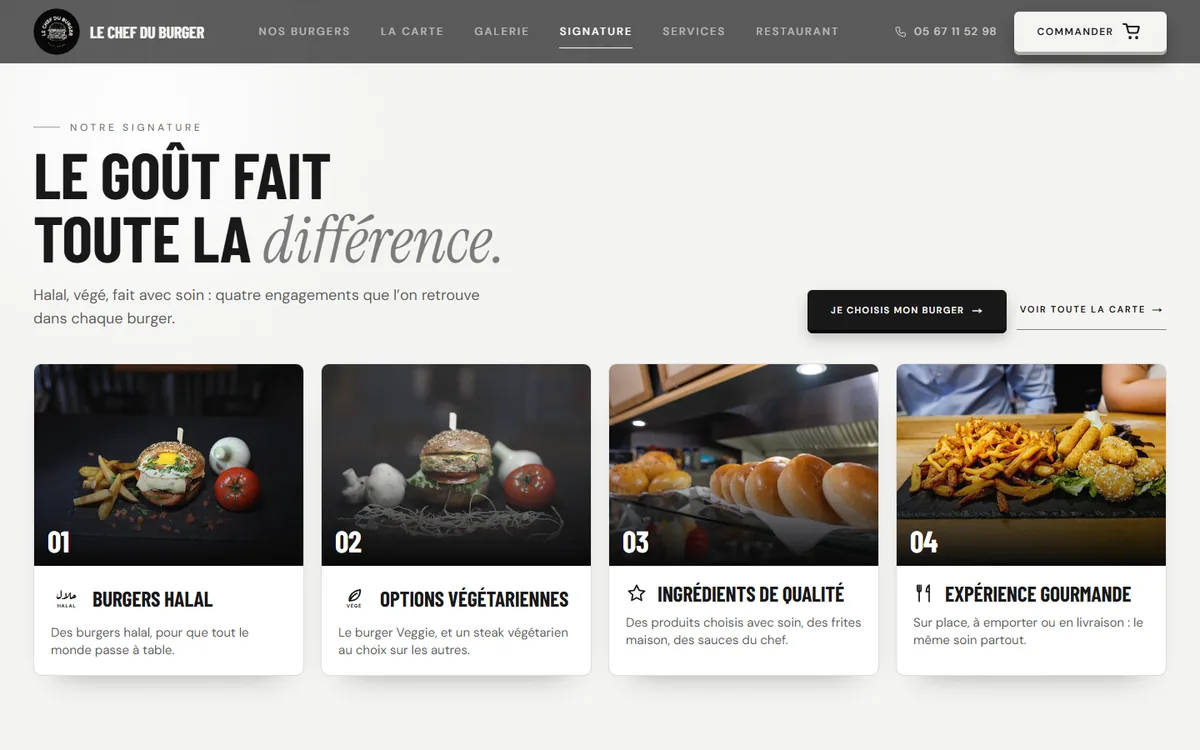 LE CHEF DU BURGER
LE CHEF DU BURGER
NOS BURGERS
LA CARTE
GALERIE
SIGNATURE
SERVICES
RESTAURANT
05 67 11 52 98
COMMANDER
NOTRE SIGNATURE
LE GOÛT FAIT
TOUTE LA différence.
Halal, végé, fait avec soin : quatre engagements que l’on retrouve
dans chaque burger.
JE CHOISIS MON BURGER →
VOIR TOUTE LA CARTE →
01
حلال
HALAL
BURGERS HALAL
Des burgers halal, pour que tout le
monde passe à table.
02
VÉGÉ
OPTIONS VÉGÉTARIENNES
Le burger Veggie, et un steak végétarien
au choix sur les autres.
03
INGRÉDIENTS DE QUALITÉ
Des produits choisis avec soin, des frites
maison, des sauces du chef.
04
EXPÉRIENCE GOURMANDE
Sur place, à emporter ou en livraison : le
même soin partout.